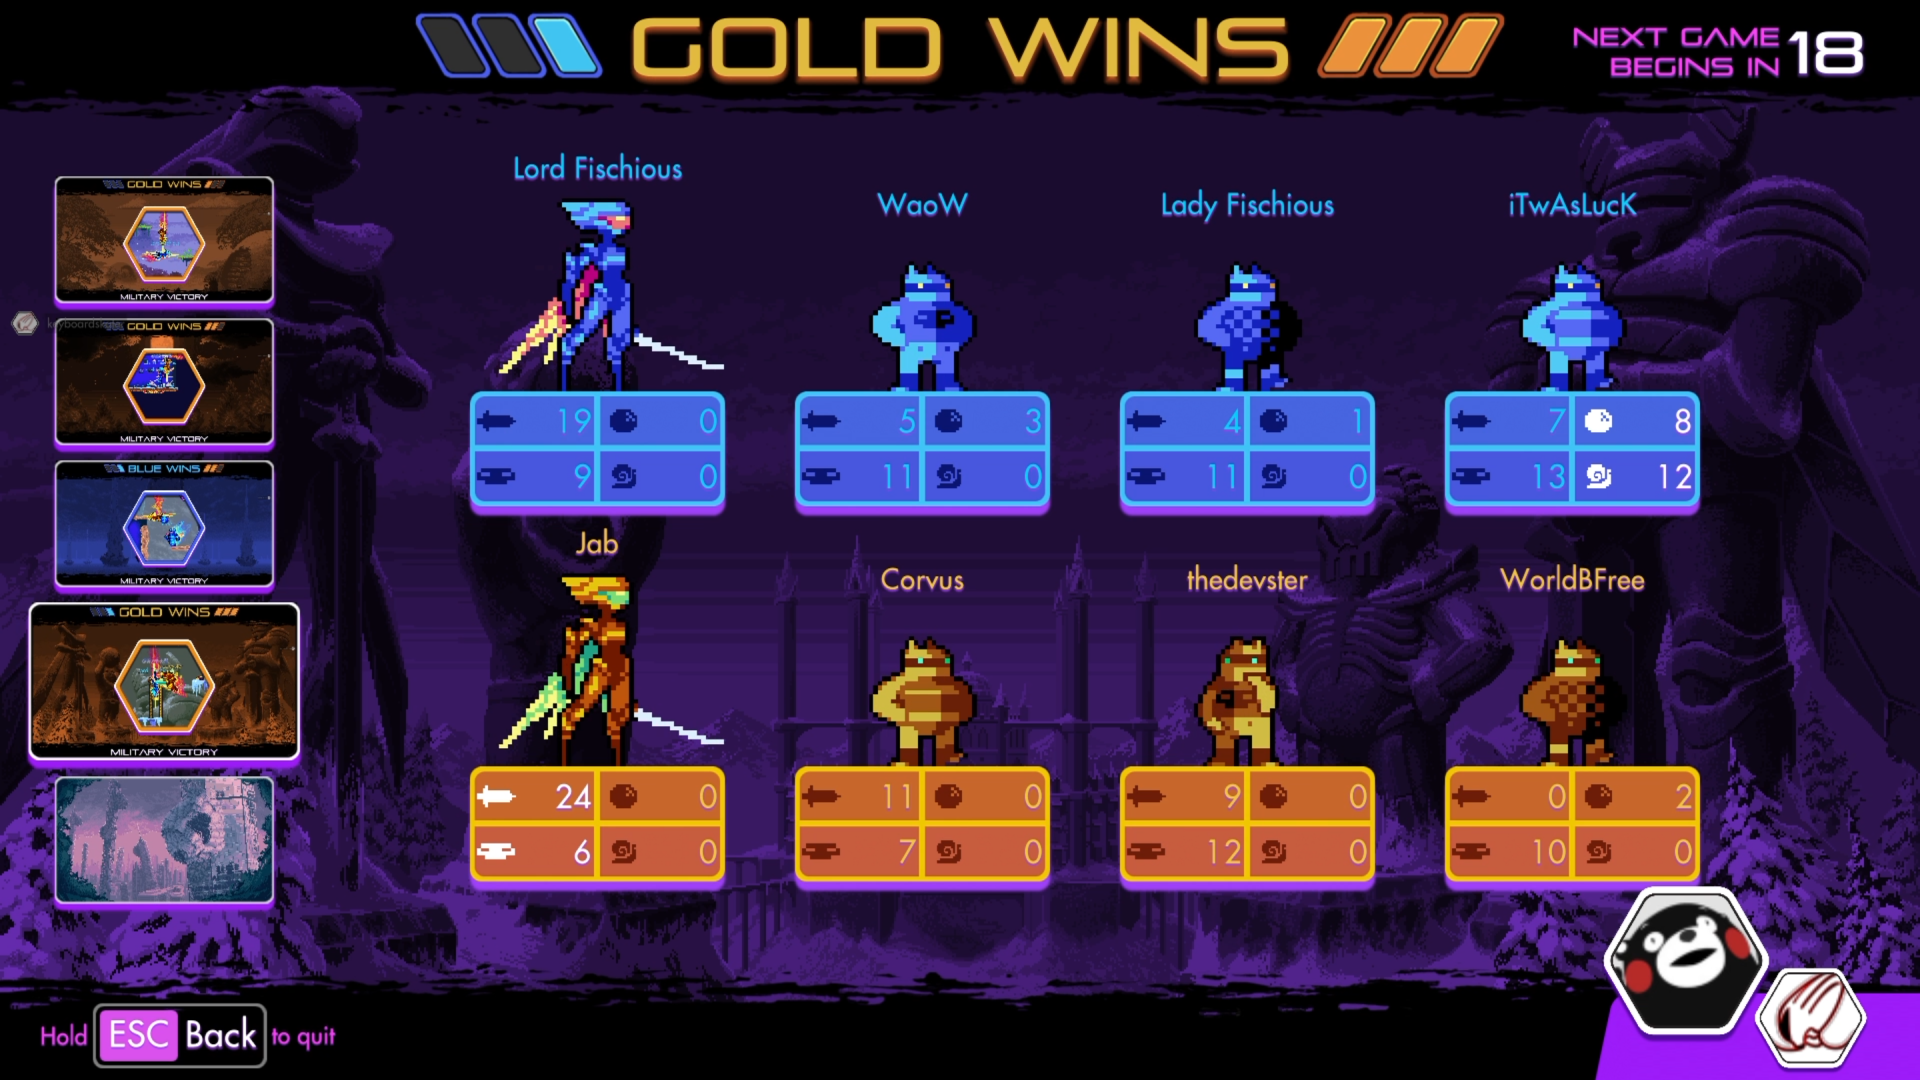 GOLD WINS
NEXT GAME
BEGINS IN 18
GOLD WINS
MILITARY VICTORY
GOLD WINS
MILITARY VICTORY
BLUE WINS
MILITARY VICTORY
GOLD WINS
MILITARY VICTORY
Lord Fischious
19 0
9 0
WaoW
5 3
11 0
Lady Fischious
4 1
11 0
iTwAsLucK
7 8
13 12
Jab
24 0
6 0
Corvus
11 0
7 0
thedevster
9 0
12 0
WorldBFree
0 2
10 0
Hold ESC Back to quit